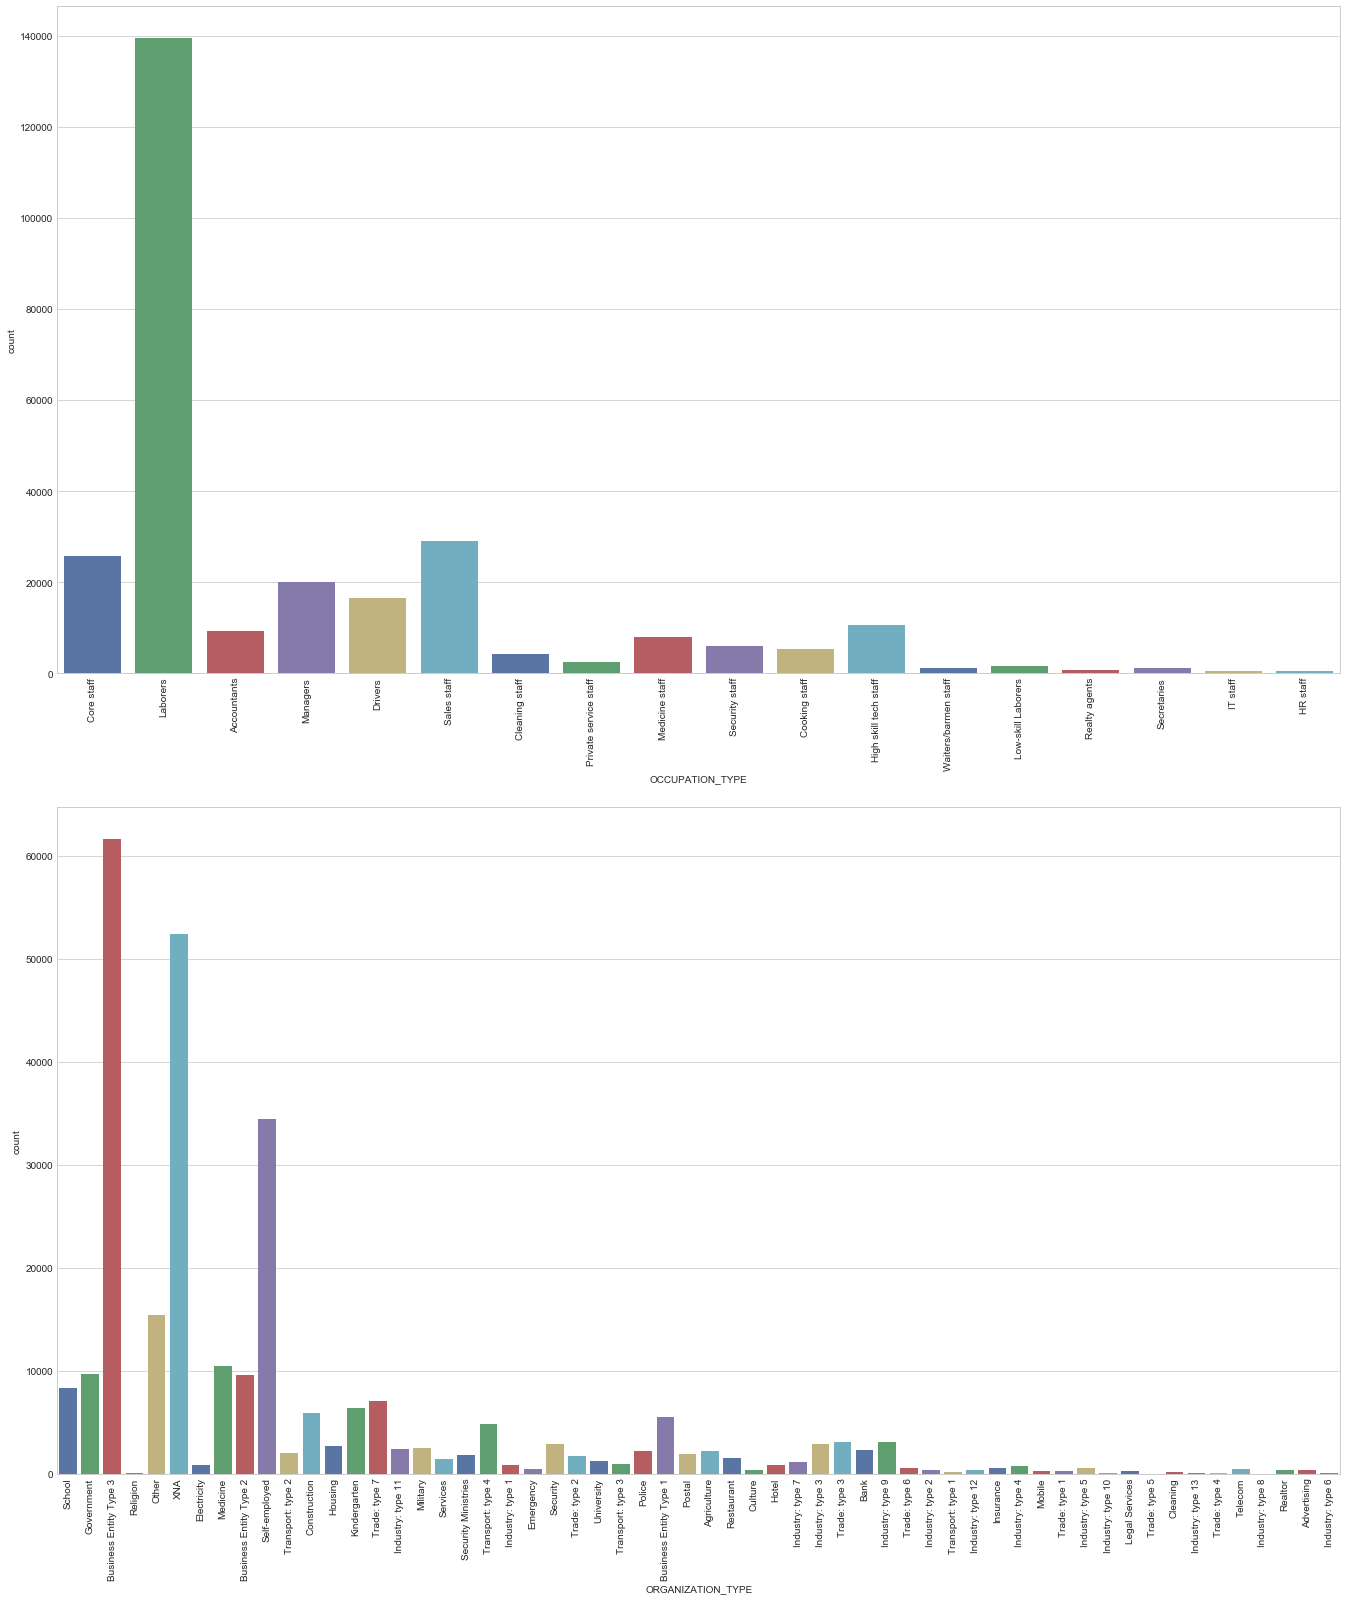 140000
120000
100000
80000
60000
40000
20000
0
count
Core staff
Laborers
Accountants
Managers
Drivers
Sales staff
Cleaning staff
Private service staff
Medicine staff
Security staff
Cooking staff
High skill tech staff
Waiters/barmen staff
Low-skill Laborers
Realty agents
Secretaries
IT staff
HR staff
OCCUPATION_TYPE
60000
50000
40000
30000
20000
10000
0
count
School
Government
Business Entity Type 3
Religion
Other
XNA
Electricity
Medicine
Business Entity Type 2
Self-employed
Transport: type 2
Construction
Housing
Kindergarten
Trade: type 7
Industry: type 11
Military
Services
Security Ministries
Transport: type 4
Industry: type 1
Emergency
Security
Trade: type 2
University
Transport: type 3
Police
Business Entity Type 1
Postal
Agriculture
Restaurant
Culture
Hotel
Industry: type 7
Industry: type 3
Trade: type 3
Bank
Industry: type 9
Trade: type 6
Industry: type 2
Transport: type 1
Industry: type 12
Insurance
Industry: type 4
Mobile
Trade: type 1
Industry: type 5
Industry: type 10
Legal Services
Trade: type 5
Cleaning
Industry: type 13
Trade: type 4
Telecom
Industry: type 8
Realtor
Advertising
Industry: type 6
ORGANIZATION_TYPE